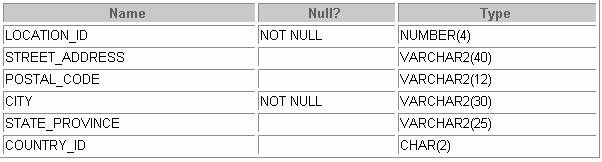 Name Null? Type
LOCATION_ID NOT NULL NUMBER(4)
STREET_ADDRESS VARCHAR2(40)
POSTAL_CODE VARCHAR2(12)
CITY NOT NULL VARCHAR2(30)
STATE_PROVINCE VARCHAR2(25)
COUNTRY_ID CHAR(2)